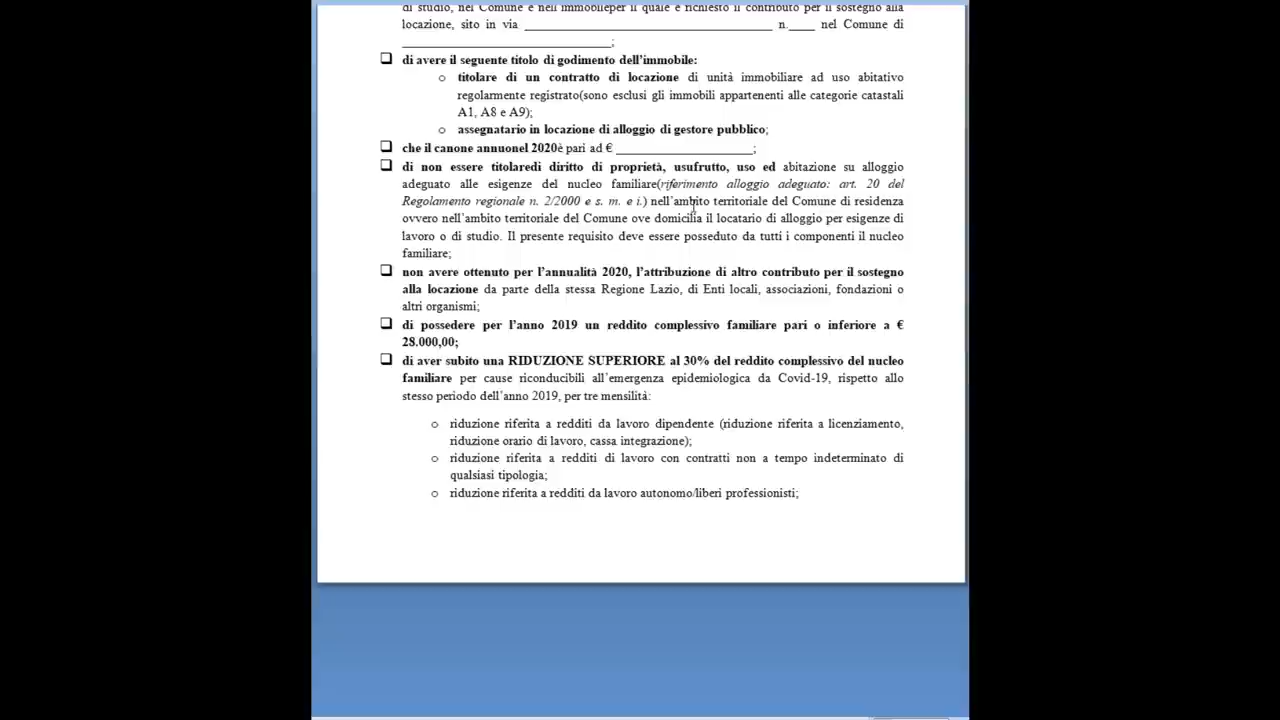 di studio, nel Comune e nell'immobileper il quale è richiesto il contributo per il sostegno alla
locazione, sito in via ______________________________________ n.____ nel Comune di
________________________________;
❑ di avere il seguente titolo di godimento dell'immobile:
o titolare di un contratto di locazione di unità immobiliare ad uso abitativo
regolarmente registrato(sono esclusi gli immobili appartenenti alle categorie catastali
A1, A8 e A9);
o assegnatario in locazione di alloggio di gestore pubblico;
❑ che il canone annuonel 2020è pari ad € _____________________;
❑ di non essere titolaredi diritto di proprietà, usufrutto, uso ed abitazione su alloggio
adeguato alle esigenze del nucleo familiare(riferimento alloggio adeguato: art. 20 del
Regolamento regionale n. 2/2000 e s. m. e i.) nell'ambito territoriale del Comune di residenza
ovvero nell'ambito territoriale del Comune ove domicilia il locatario di alloggio per esigenze di
lavoro o di studio. Il presente requisito deve essere posseduto da tutti i componenti il nucleo
familiare;
❑ non avere ottenuto per l'annualità 2020, l'attribuzione di altro contributo per il sostegno
alla locazione da parte della stessa Regione Lazio, di Enti locali, associazioni, fondazioni o
altri organismi;
❑ di possedere per l'anno 2019 un reddito complessivo familiare pari o inferiore a €
28.000,00;
❑ di aver subito una RIDUZIONE SUPERIORE al 30% del reddito complessivo del nucleo
familiare per cause riconducibili all'emergenza epidemiologica da Covid-19, rispetto allo
stesso periodo dell'anno 2019, per tre mensilità:
o riduzione riferita a redditi da lavoro dipendente (riduzione riferita a licenziamento,
riduzione orario di lavoro, cassa integrazione);
o riduzione riferita a redditi di lavoro con contratti non a tempo indeterminato di
qualsiasi tipologia;
o riduzione riferita a redditi da lavoro autonomo/liberi professionisti;